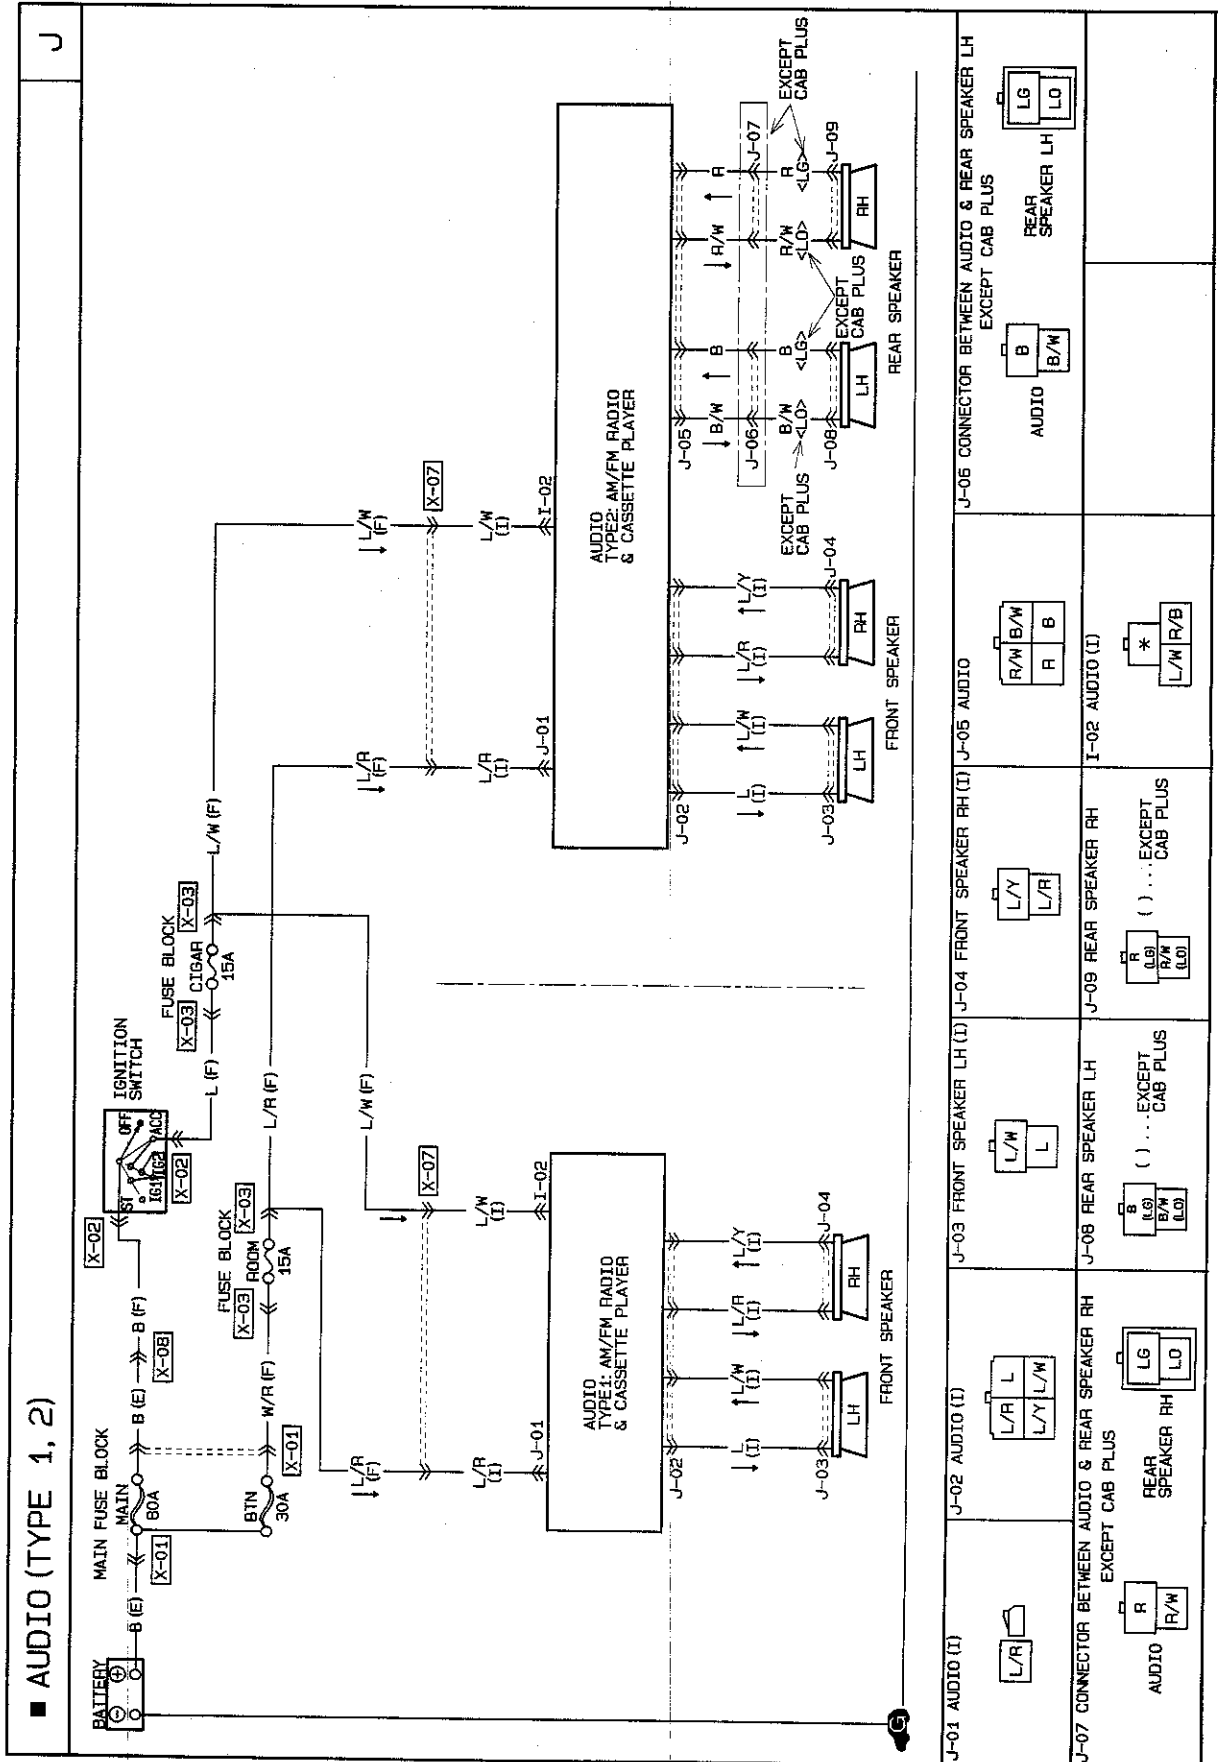 ■ AUDIO (TYPE 1, 2)
J
BATTERY
⊖ ⊕
B (E)
X-01
MAIN FUSE BLOCK
MAIN
80A
BTN
30A
X-01
B (E)
X-08
B (F)
X-02
IGNITION
SWITCH
ST
IG1
IG2
ACC
OFF
X-02
L (F)
W/R (F)
X-03
FUSE BLOCK
ROOM
15A
X-03
L/R (F)
X-03
FUSE BLOCK
CIGAR
15A
X-03
L/W (F)
L/W (F)
L/R
(F)
X-07
L/R
(I)
L/W
(I)
J-01
I-02
AUDIO
TYPE1: AM/FM RADIO
& CASSETTE PLAYER
J-02
L
(I)
L/W
(I)
L/R
(I)
L/Y
(I)
J-03
J-04
LH
RH
FRONT SPEAKER
L/R
(F)
L/W
(F)
X-07
L/R
(I)
L/W
(I)
J-01
I-02
AUDIO
TYPE2: AM/FM RADIO
& CASSETTE PLAYER
J-02
L
(I)
L/W
(I)
L/R
(I)
L/Y
(I)
J-03
J-04
LH
RH
FRONT SPEAKER
J-05
B/W
B
R/W
R
J-06
J-07
B/W
<LO>
B
<LG>
R/W
<LO>
R
<LG>
EXCEPT
CAB PLUS
EXCEPT
CAB PLUS
EXCEPT
CAB PLUS
J-08
J-09
LH
RH
REAR SPEAKER
G
J-01 AUDIO (I)
L/R
J-02 AUDIO (I)
L/R L
L/Y L/W
J-03 FRONT SPEAKER LH (I)
L/W
L
J-04 FRONT SPEAKER RH (I)
L/Y
L/R
J-05 AUDIO
R/W B/W
R B
J-06 CONNECTOR BETWEEN AUDIO & REAR SPEAKER LH
EXCEPT CAB PLUS
AUDIO
B
B/W
REAR
SPEAKER LH
LG
LO
J-07 CONNECTOR BETWEEN AUDIO & REAR SPEAKER RH
EXCEPT CAB PLUS
AUDIO
R
R/W
REAR
SPEAKER RH
LG
LO
J-08 REAR SPEAKER LH
B
(LG)
B/W
(LO)
( )...EXCEPT
CAB PLUS
J-09 REAR SPEAKER RH
R
(LG)
R/W
(LO)
( )...EXCEPT
CAB PLUS
I-02 AUDIO (I)
*
L/W R/B